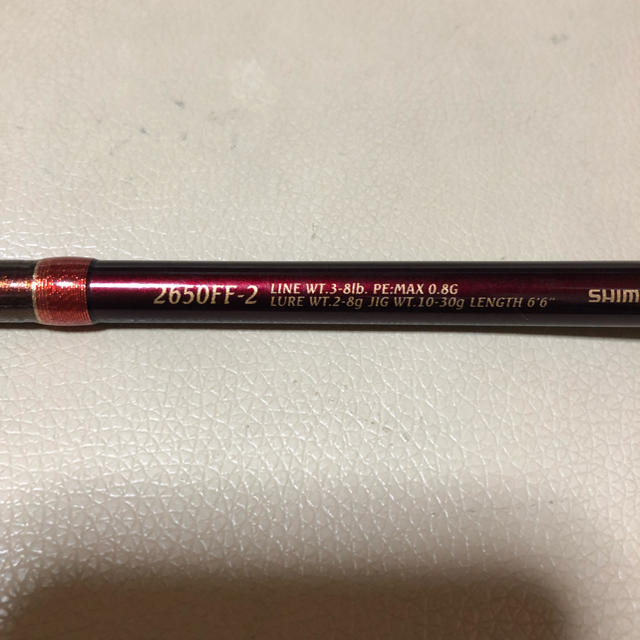 2650FF-2 LINE WT.3-8lb. PE:MAX 0.8G
LURE WT.2-8g JIG WT.10-30g LENGTH 6'6"
SHIM